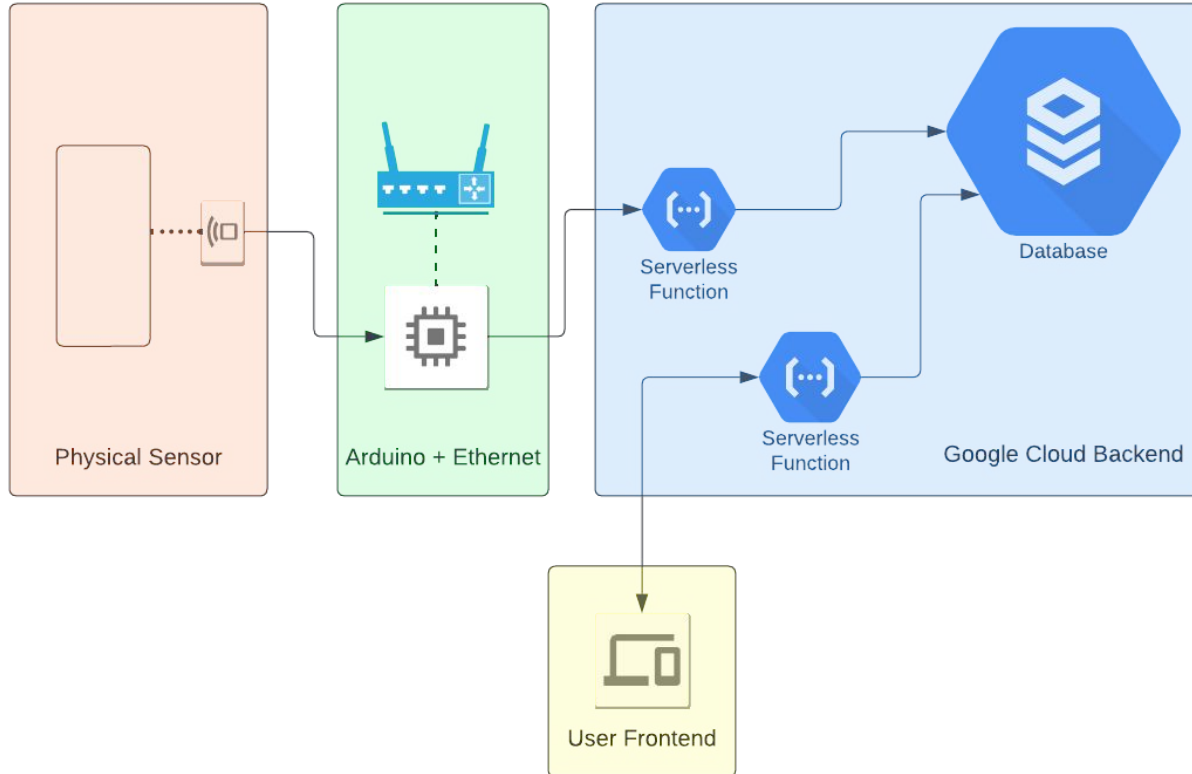 Database
Serverless
Function
Serverless
Function
Physical Sensor
Arduino + Ethernet
Google Cloud Backend
User Frontend